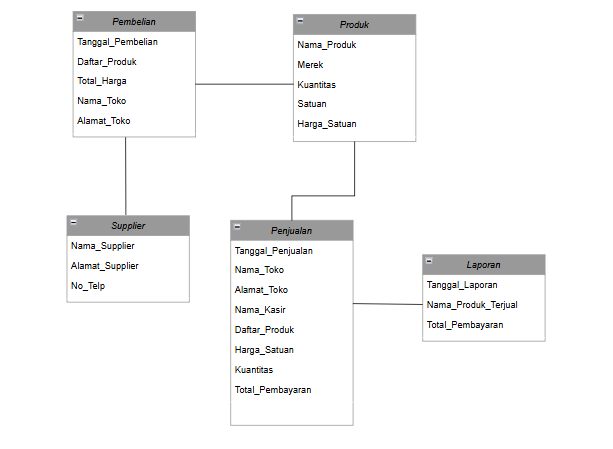 Pembelian
Tanggal_Pembelian
Daftar_Produk
Total_Harga
Nama_Toko
Alamat_Toko
Produk
Nama_Produk
Merek
Kuantitas
Satuan
Harga_Satuan
Supplier
Nama_Supplier
Alamat_Supplier
No_Telp
Penjualan
Tanggal_Penjualan
Nama_Toko
Alamat_Toko
Nama_Kasir
Daftar_Produk
Harga_Satuan
Kuantitas
Total_Pembayaran
Laporan
Tanggal_Laporan
Nama_Produk_Terjual
Total_Pembayaran